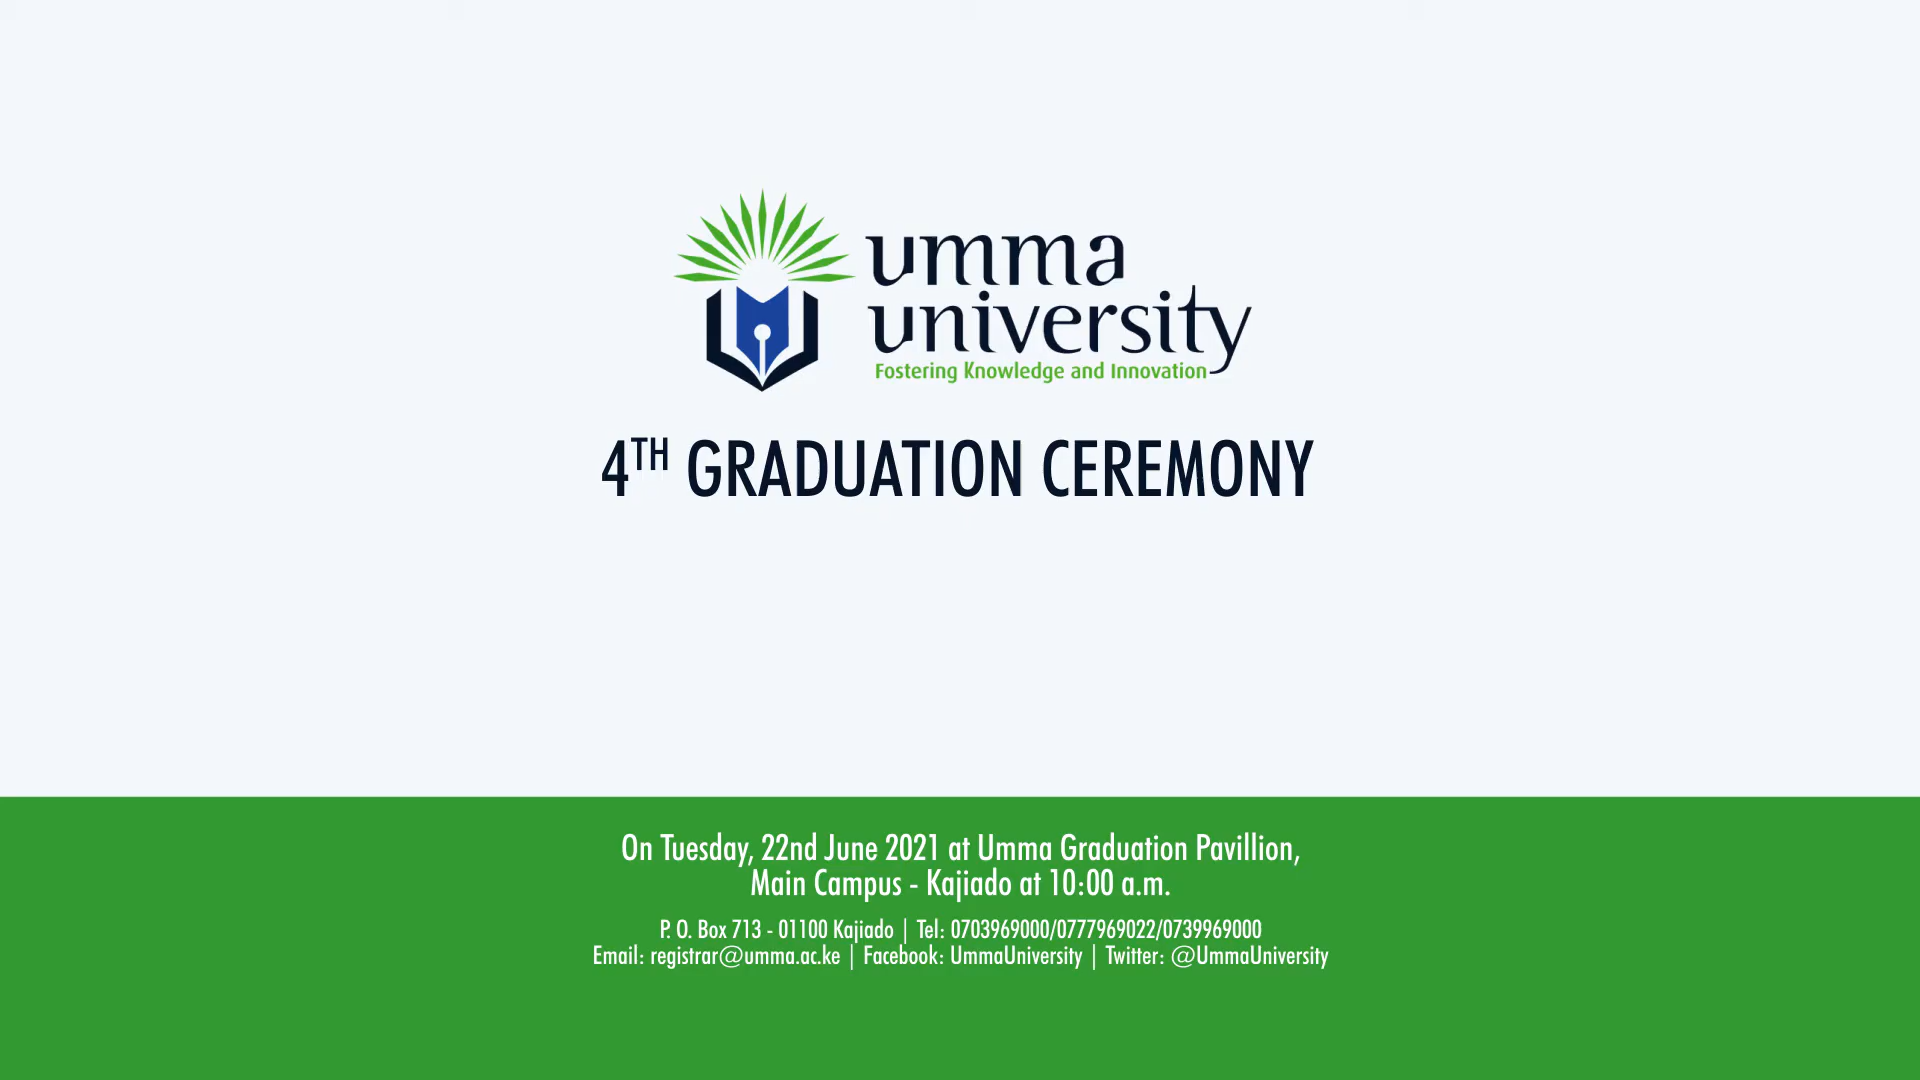 umma
university
Fostering Knowledge and Innovation
4TH GRADUATION CEREMONY
On Tuesday, 22nd June 2021 at Umma Graduation Pavillion,
Main Campus - Kajiado at 10:00 a.m.
P. O. Box 713 - 01100 Kajiado | Tel: 0703969000/0777969022/0739969000
Email: registrar@umma.ac.ke | Facebook: UmmaUniversity | Twitter: @UmmaUniversity